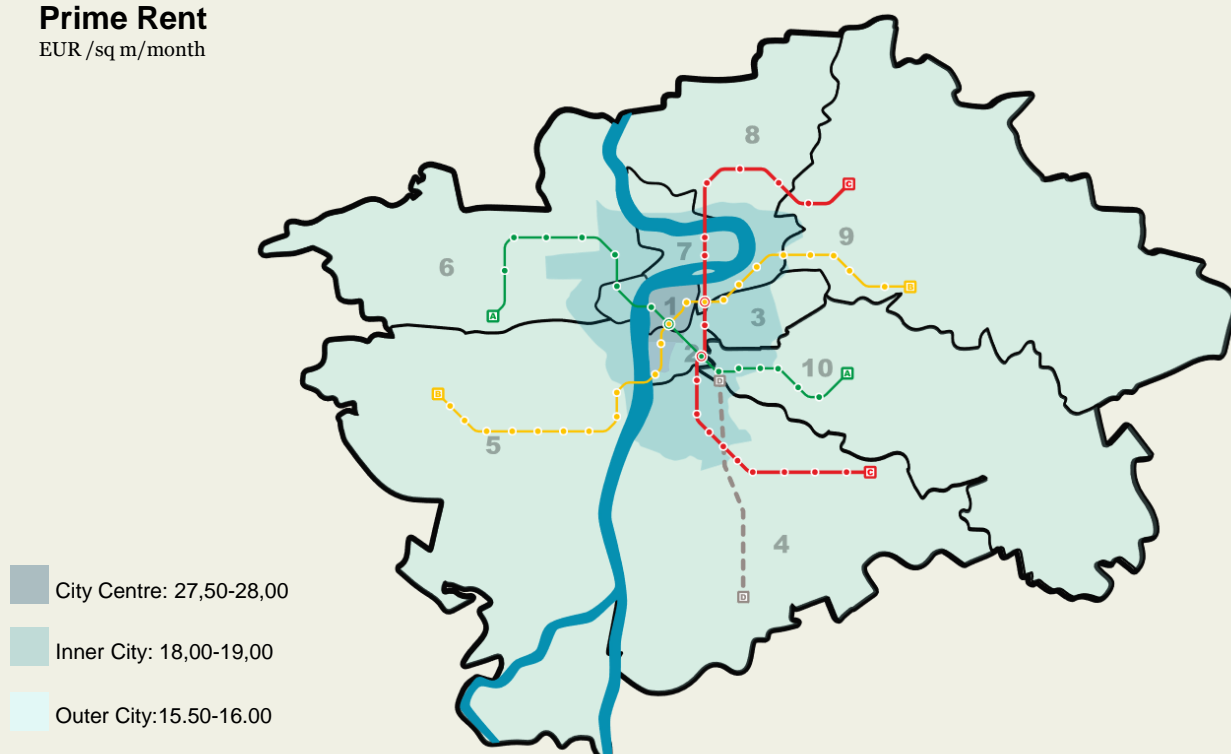 Prime Rent
EUR /sq m/month
8
C
9
7
6
B
A
1
3
2
10
A
D
B
5
C
4
D
City Centre: 27,50-28,00
Inner City: 18,00-19,00
Outer City:15.50-16.00